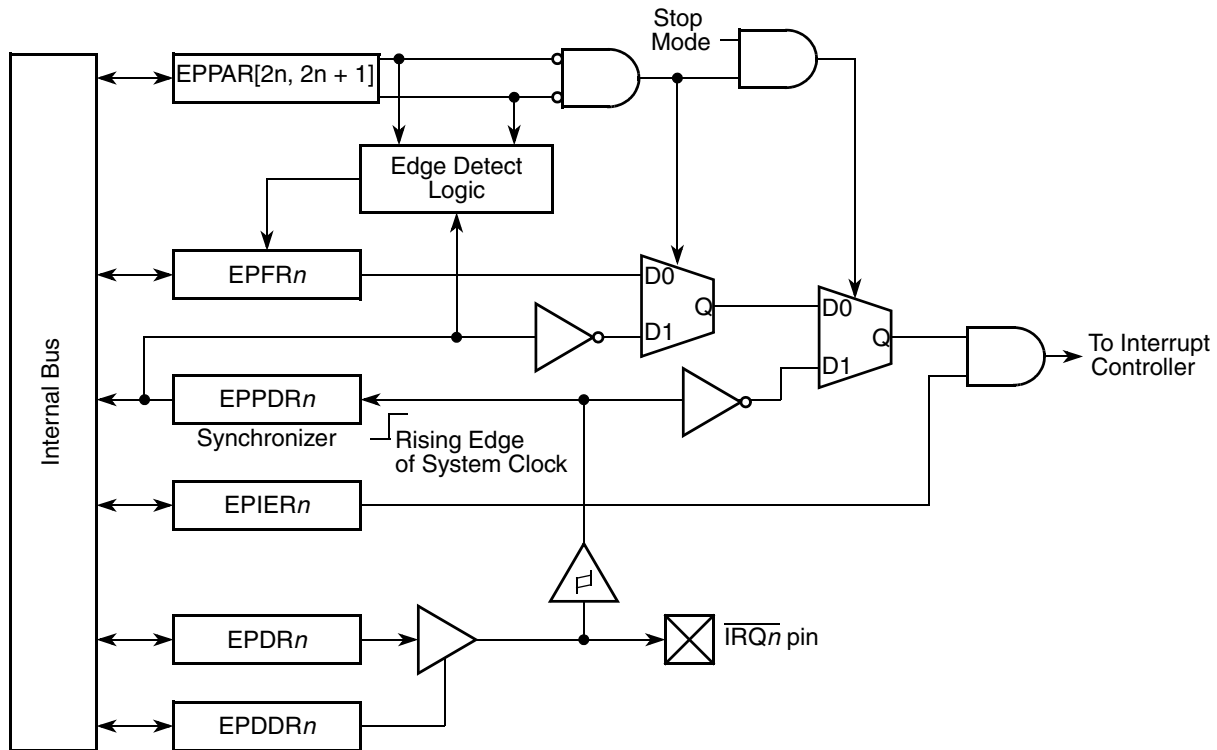 Stop
Mode
EPPAR[2n, 2n + 1]
Edge Detect
Logic
EPFRn
D0
Q
D1
D0
Q
D1
To Interrupt
Controller
Internal Bus
EPPDRn
Synchronizer
Rising Edge
of System Clock
EPIERn
EPDRn
IRQn pin
EPDDRn